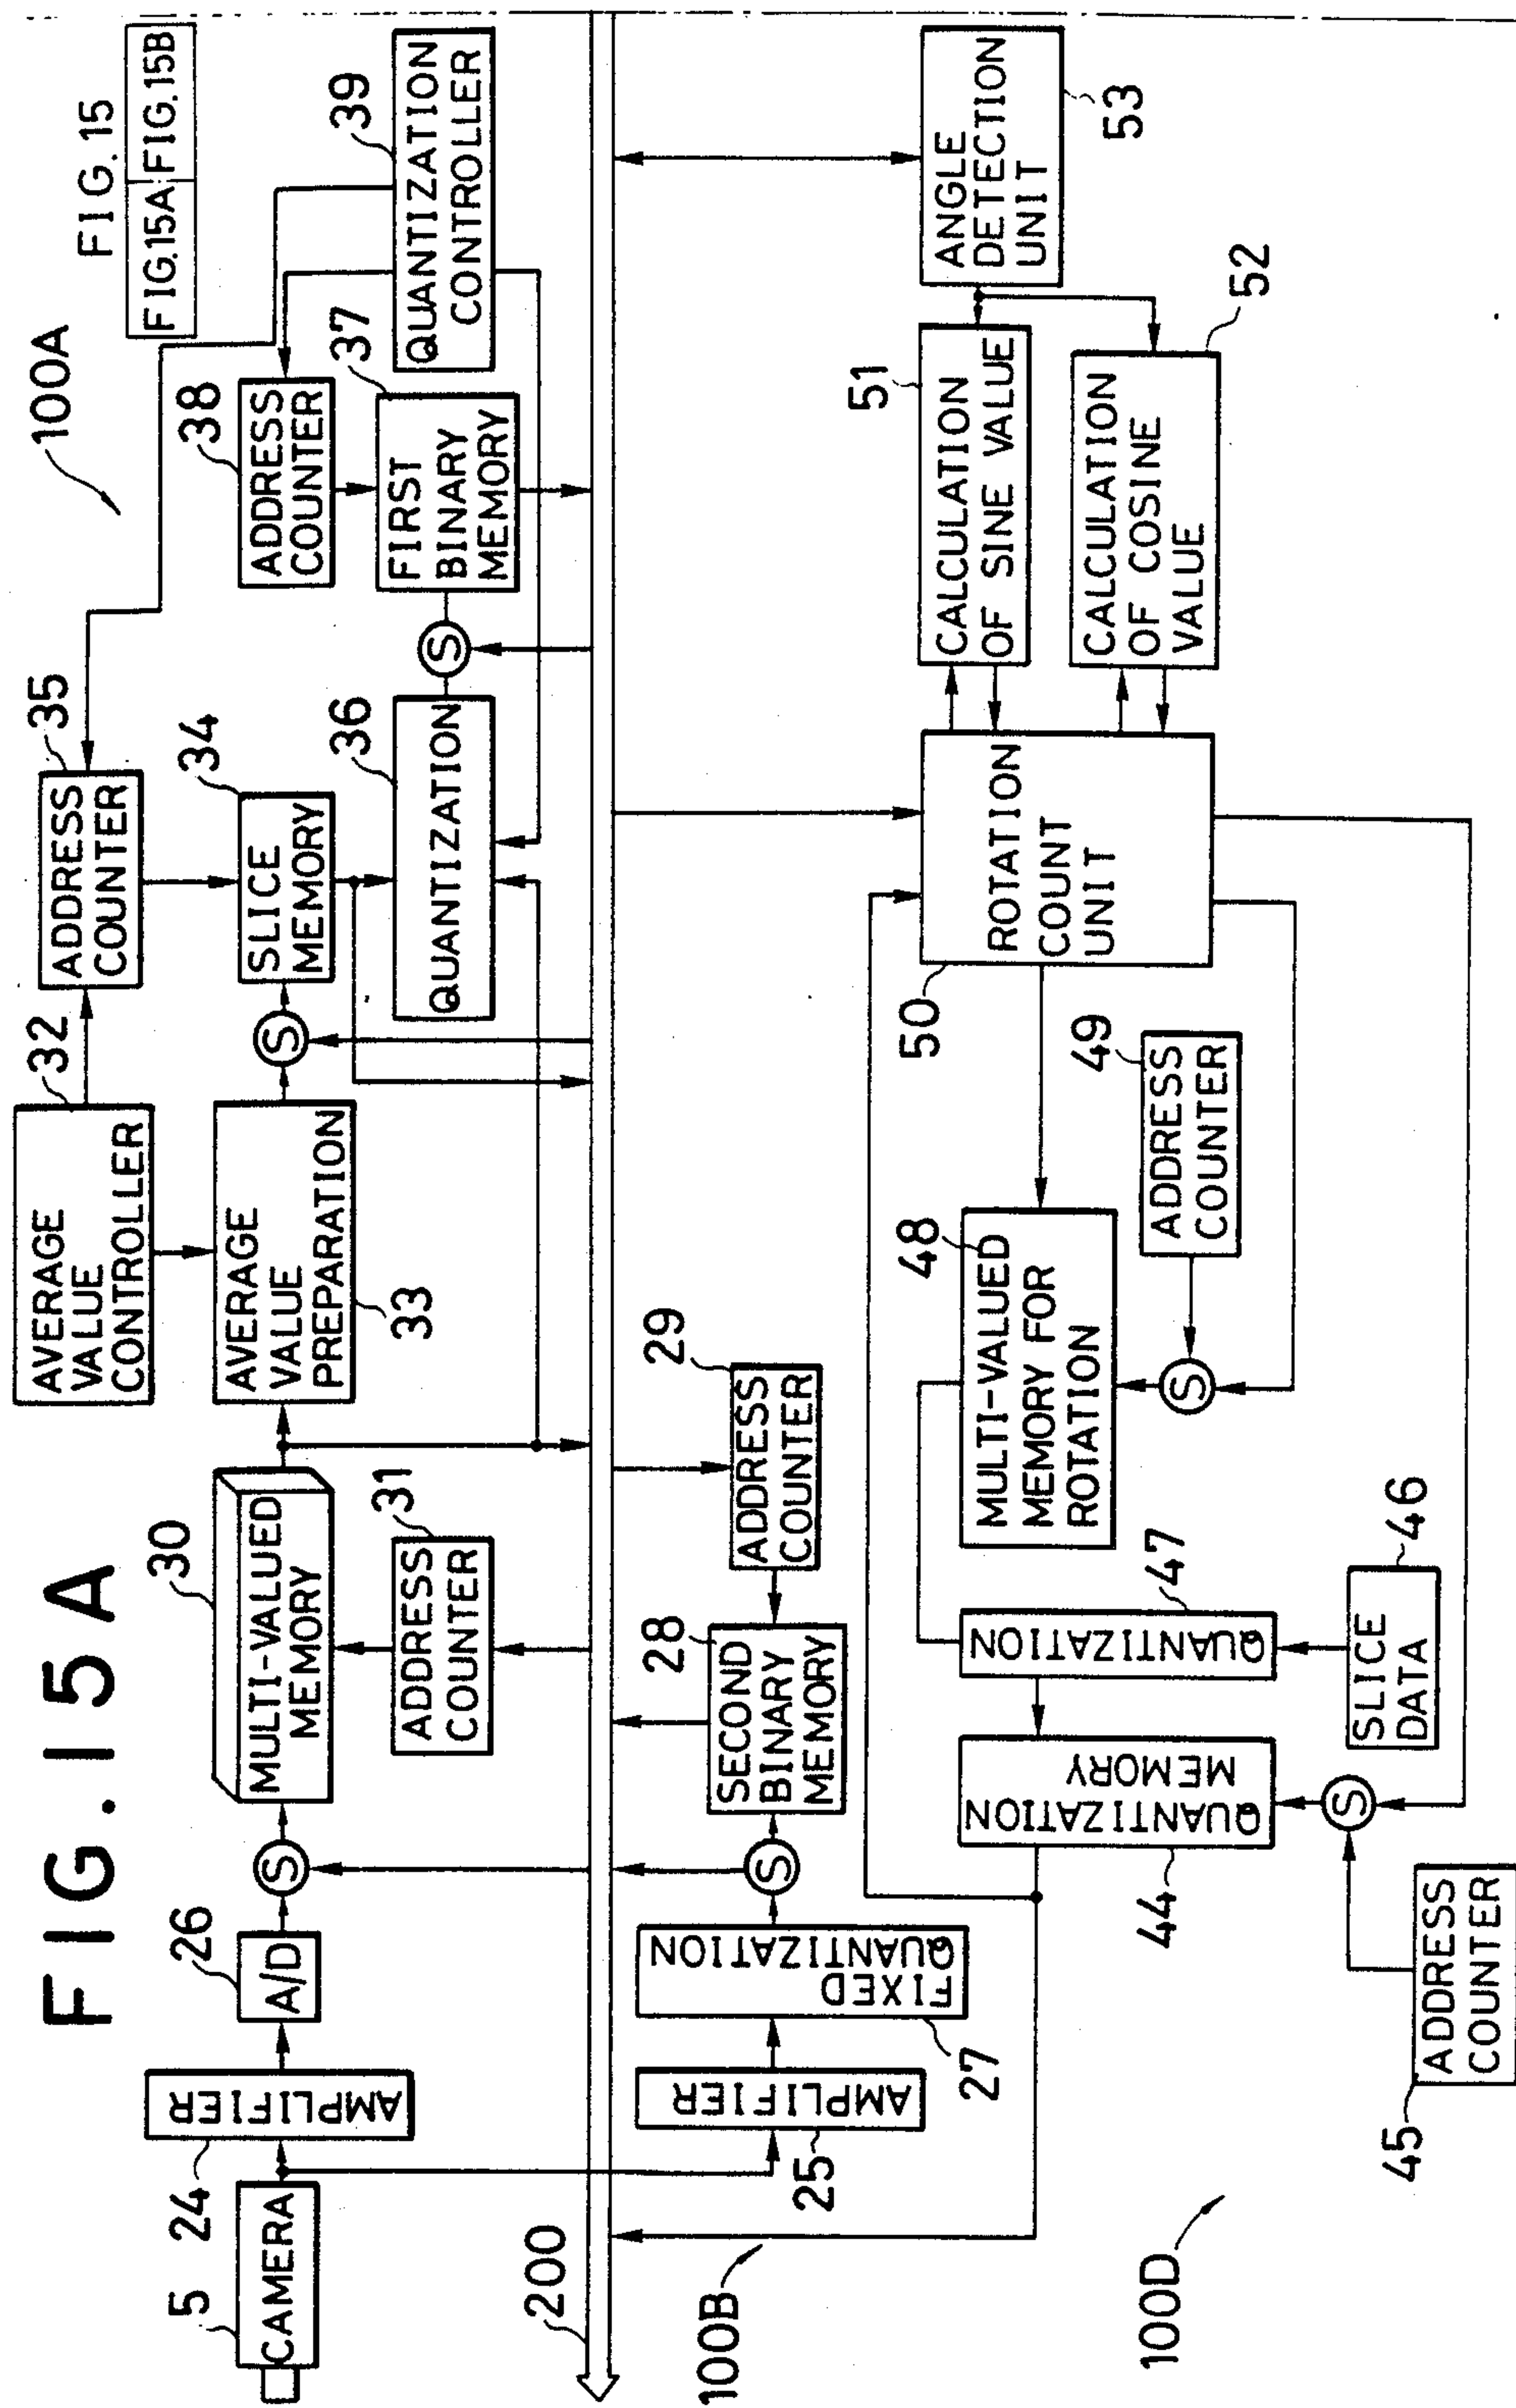 FIG. 15A
FIG. 15
FIG. 15A
FIG. 15B
100A
5
CAMERA
24
AMPLIFIER
26
A/D
S
30
MULTI-VALUED
MEMORY
31
ADDRESS
COUNTER
32
AVERAGE
VALUE
CONTROLLER
AVERAGE
VALUE
PREPARATION
33
S
35
ADDRESS
COUNTER
34
SLICE
MEMORY
36
QUANTIZATION
S
38
ADDRESS
COUNTER
37
FIRST
BINARY
MEMORY
39
QUANTIZATION
CONTROLLER
200
100B
AMPLIFIER
25
FIXED
QUANTIZATION
27
S
28
SECOND
BINARY
MEMORY
29
ADDRESS
COUNTER
100D
45
ADDRESS
COUNTER
S
44
QUANTIZATION
MEMORY
47
QUANTIZATION
46
SLICE
DATA
48
MULTI-VALUED
MEMORY FOR
ROTATION
S
49
ADDRESS
COUNTER
50
ROTATION
COUNT
UNIT
51
CALCULATION
OF SINE VALUE
52
CALCULATION
OF COSINE
VALUE
ANGLE
DETECTION
UNIT
53